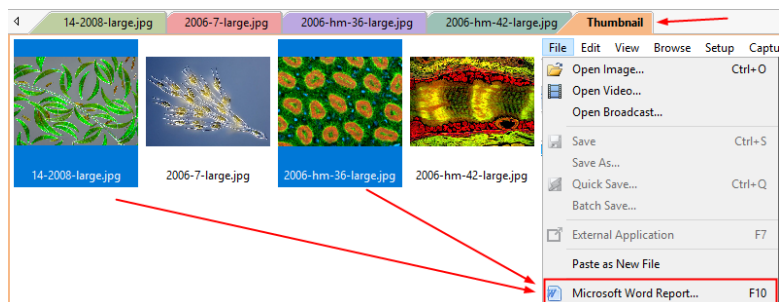 14-2008-large.jpg 2006-7-large.jpg 2006-hm-36-large.jpg 2006-hm-42-large.jpg Thumbnail
14-2008-large.jpg 2006-7-large.jpg 2006-hm-36-large.jpg 2006-hm-42-large.jpg
File Edit View Browse Setup Captu
Open Image... Ctrl+O
Open Video...
Open Broadcast...
Save Ctrl+S
Save As...
Quick Save... Ctrl+Q
Batch Save...
External Application F7
Paste as New File
Microsoft Word Report... F10